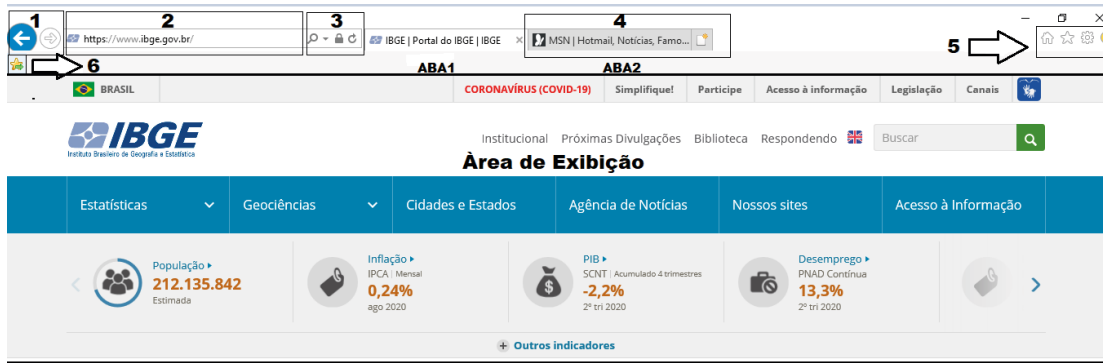 1 2 3 4
https://www.ibge.gov.br/ IBGE | Portal do IBGE | IBGE MSN | Hotmail, Notícias, Famo...
5
6 ABA1 ABA2
BRASIL CORONAVÍRUS (COVID-19) Simplifique! Participe Acesso à informação Legislação Canais
IBGE
Instituto Brasileiro de Geografia e Estatística
Institucional Próximas Divulgações Biblioteca Respondendo Buscar
Àrea de Exibição
Estatísticas Geociências Cidades e Estados Agência de Notícias Nossos sites Acesso à Informação
População
212.135.842
Estimada
Inflação
IPCA | Mensal
0,24%
ago 2020
PIB
SCNT | Acumulado 4 trimestres
-2,2%
2º tri 2020
Desemprego
PNAD Contínua
13,3%
2º tri 2020
Outros indicadores